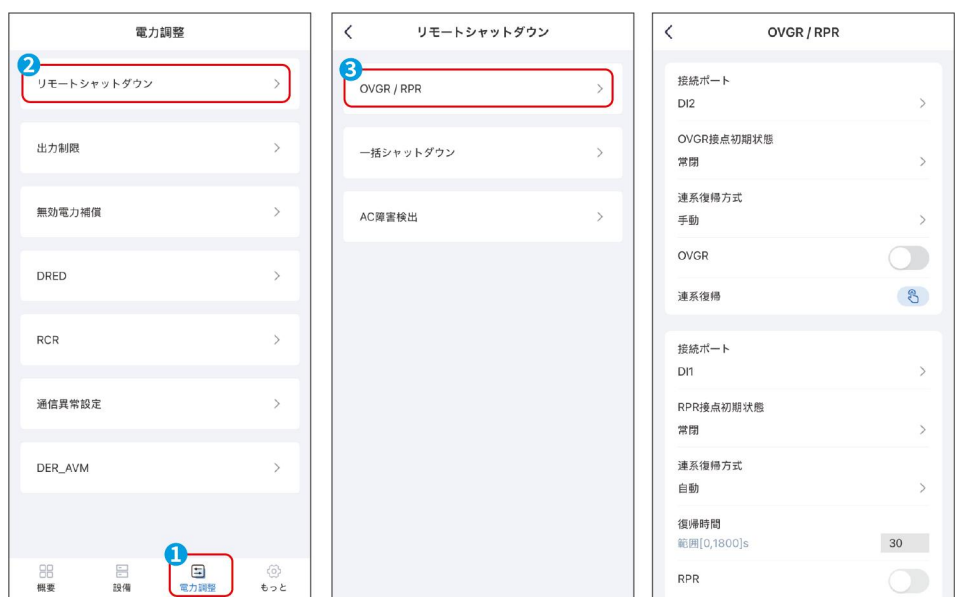 電力調整
2
リモートシャットダウン
出力制限
無効電力補償
DRED
RCR
通信異常設定
DER_AVM
1
概要
設備
電力調整
もっと
リモートシャットダウン
3
OVGR / RPR
一括シャットダウン
AC障害検出
OVGR / RPR
接続ポート
DI2
OVGR接点初期状態
常閉
連系復帰方式
手動
OVGR
連系復帰
接続ポート
DI1
RPR接点初期状態
常閉
連系復帰方式
自動
復帰時間
範囲[0,1800]s
30
RPR